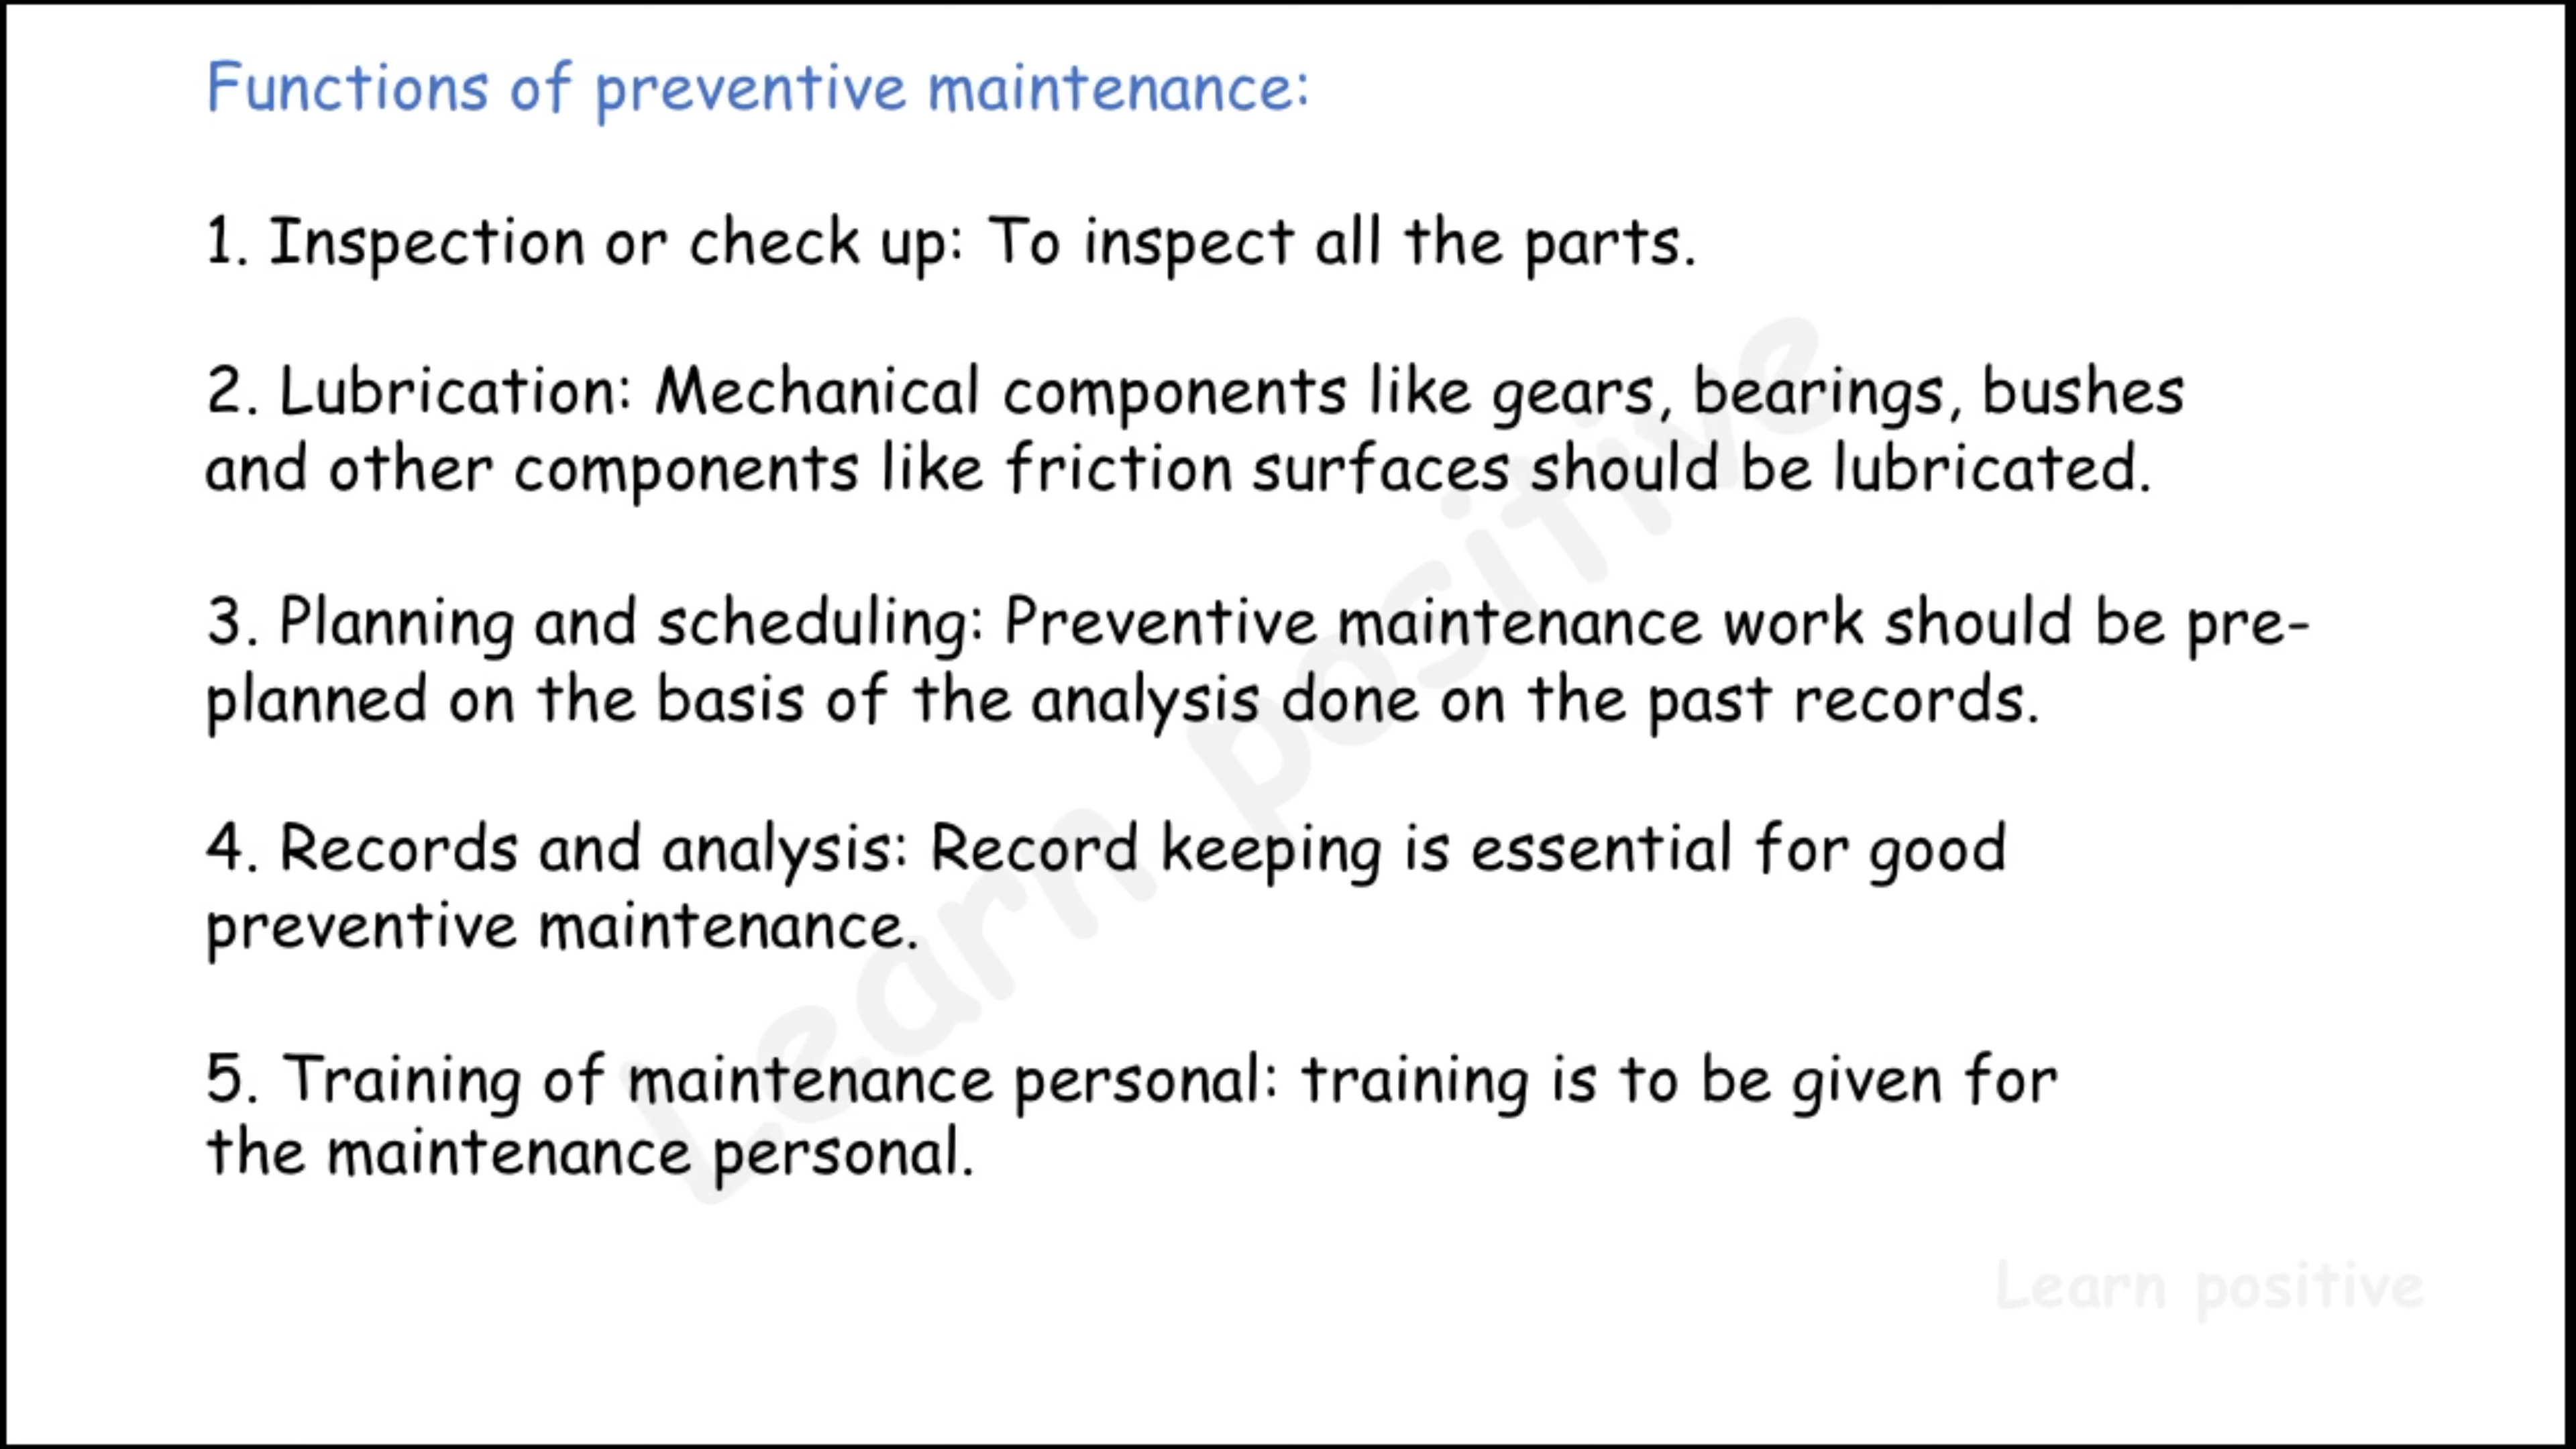 Functions of preventive maintenance:
1. Inspection or check up: To inspect all the parts.
2. Lubrication: Mechanical components like gears, bearings, bushes
and other components like friction surfaces should be lubricated.
3. Planning and scheduling: Preventive maintenance work should be pre-
planned on the basis of the analysis done on the past records.
4. Records and analysis: Record keeping is essential for good
preventive maintenance.
5. Training of maintenance personal: training is to be given for
the maintenance personal.
Learn positive
Learn positive